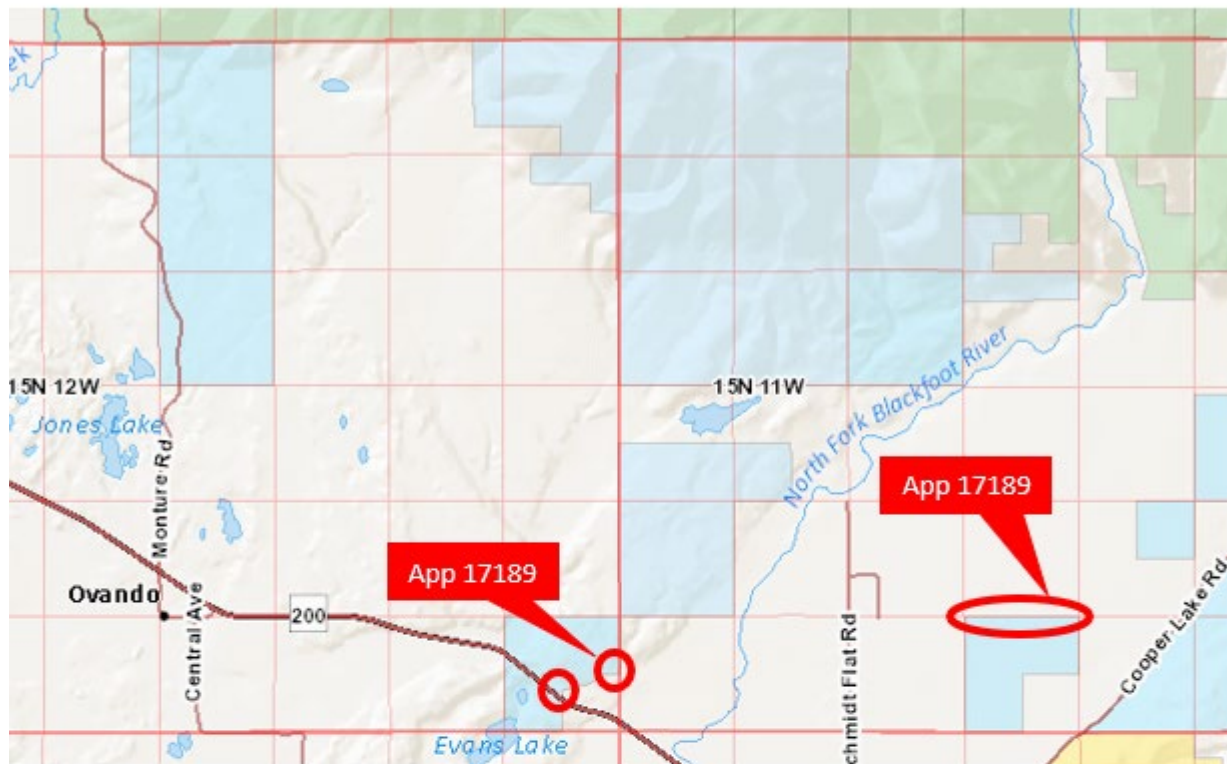 ek
15N 12W
15N 11W
Jones Lake
Monture Rd
North Fork Blackfoot River
App 17189
App 17189
Ovando
200
Central Ave
chmidt Flat Rd
Cooper Lake Rd
Evans Lake